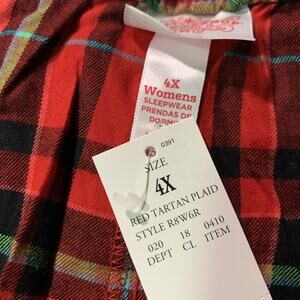 4X
Womens
SLEEPWEAR
PRENDAS DE
0391
SIZE
4X
RED TARTAN PLAID
STYLE R8W6R
020 18 0410
DEPT CL ITEM